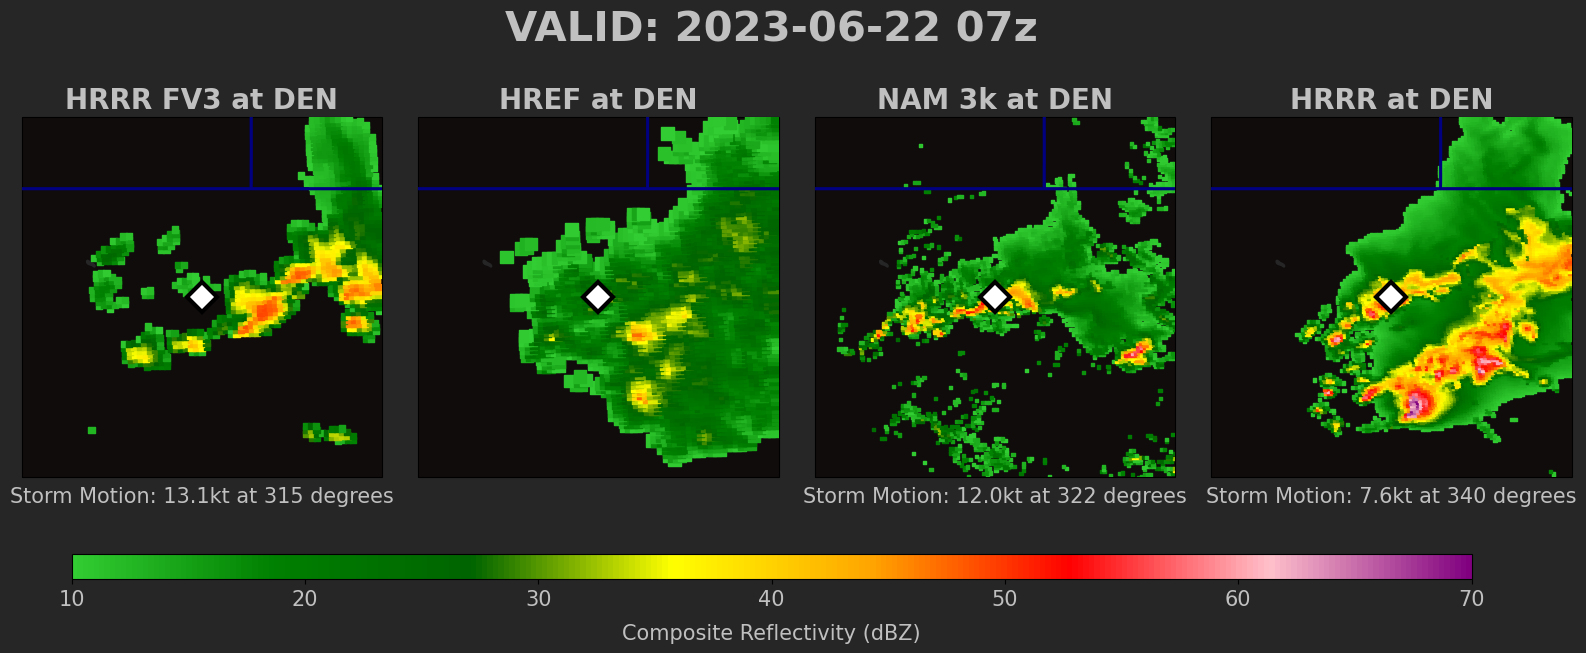 VALID: 2023-06-22 07z
HRRR FV3 at DEN
HREF at DEN
NAM 3k at DEN
HRRR at DEN
Storm Motion: 13.1kt at 315 degrees
Storm Motion: 12.0kt at 322 degrees
Storm Motion: 7.6kt at 340 degrees
10 20 30 40 50 60 70
Composite Reflectivity (dBZ)